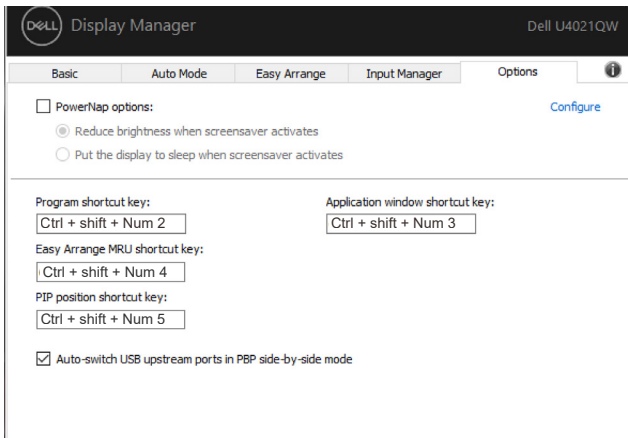 DELL Display Manager Dell U4021QW
Basic Auto Mode Easy Arrange Input Manager Options i
PowerNap options: Configure
Reduce brightness when screensaver activates
Put the display to sleep when screensaver activates
Program shortcut key: Application window shortcut key:
Ctrl + shift + Num 2 Ctrl + shift + Num 3
Easy Arrange MRU shortcut key:
Ctrl + shift + Num 4
PIP position shortcut key:
Ctrl + shift + Num 5
Auto-switch USB upstream ports in PBP side-by-side mode